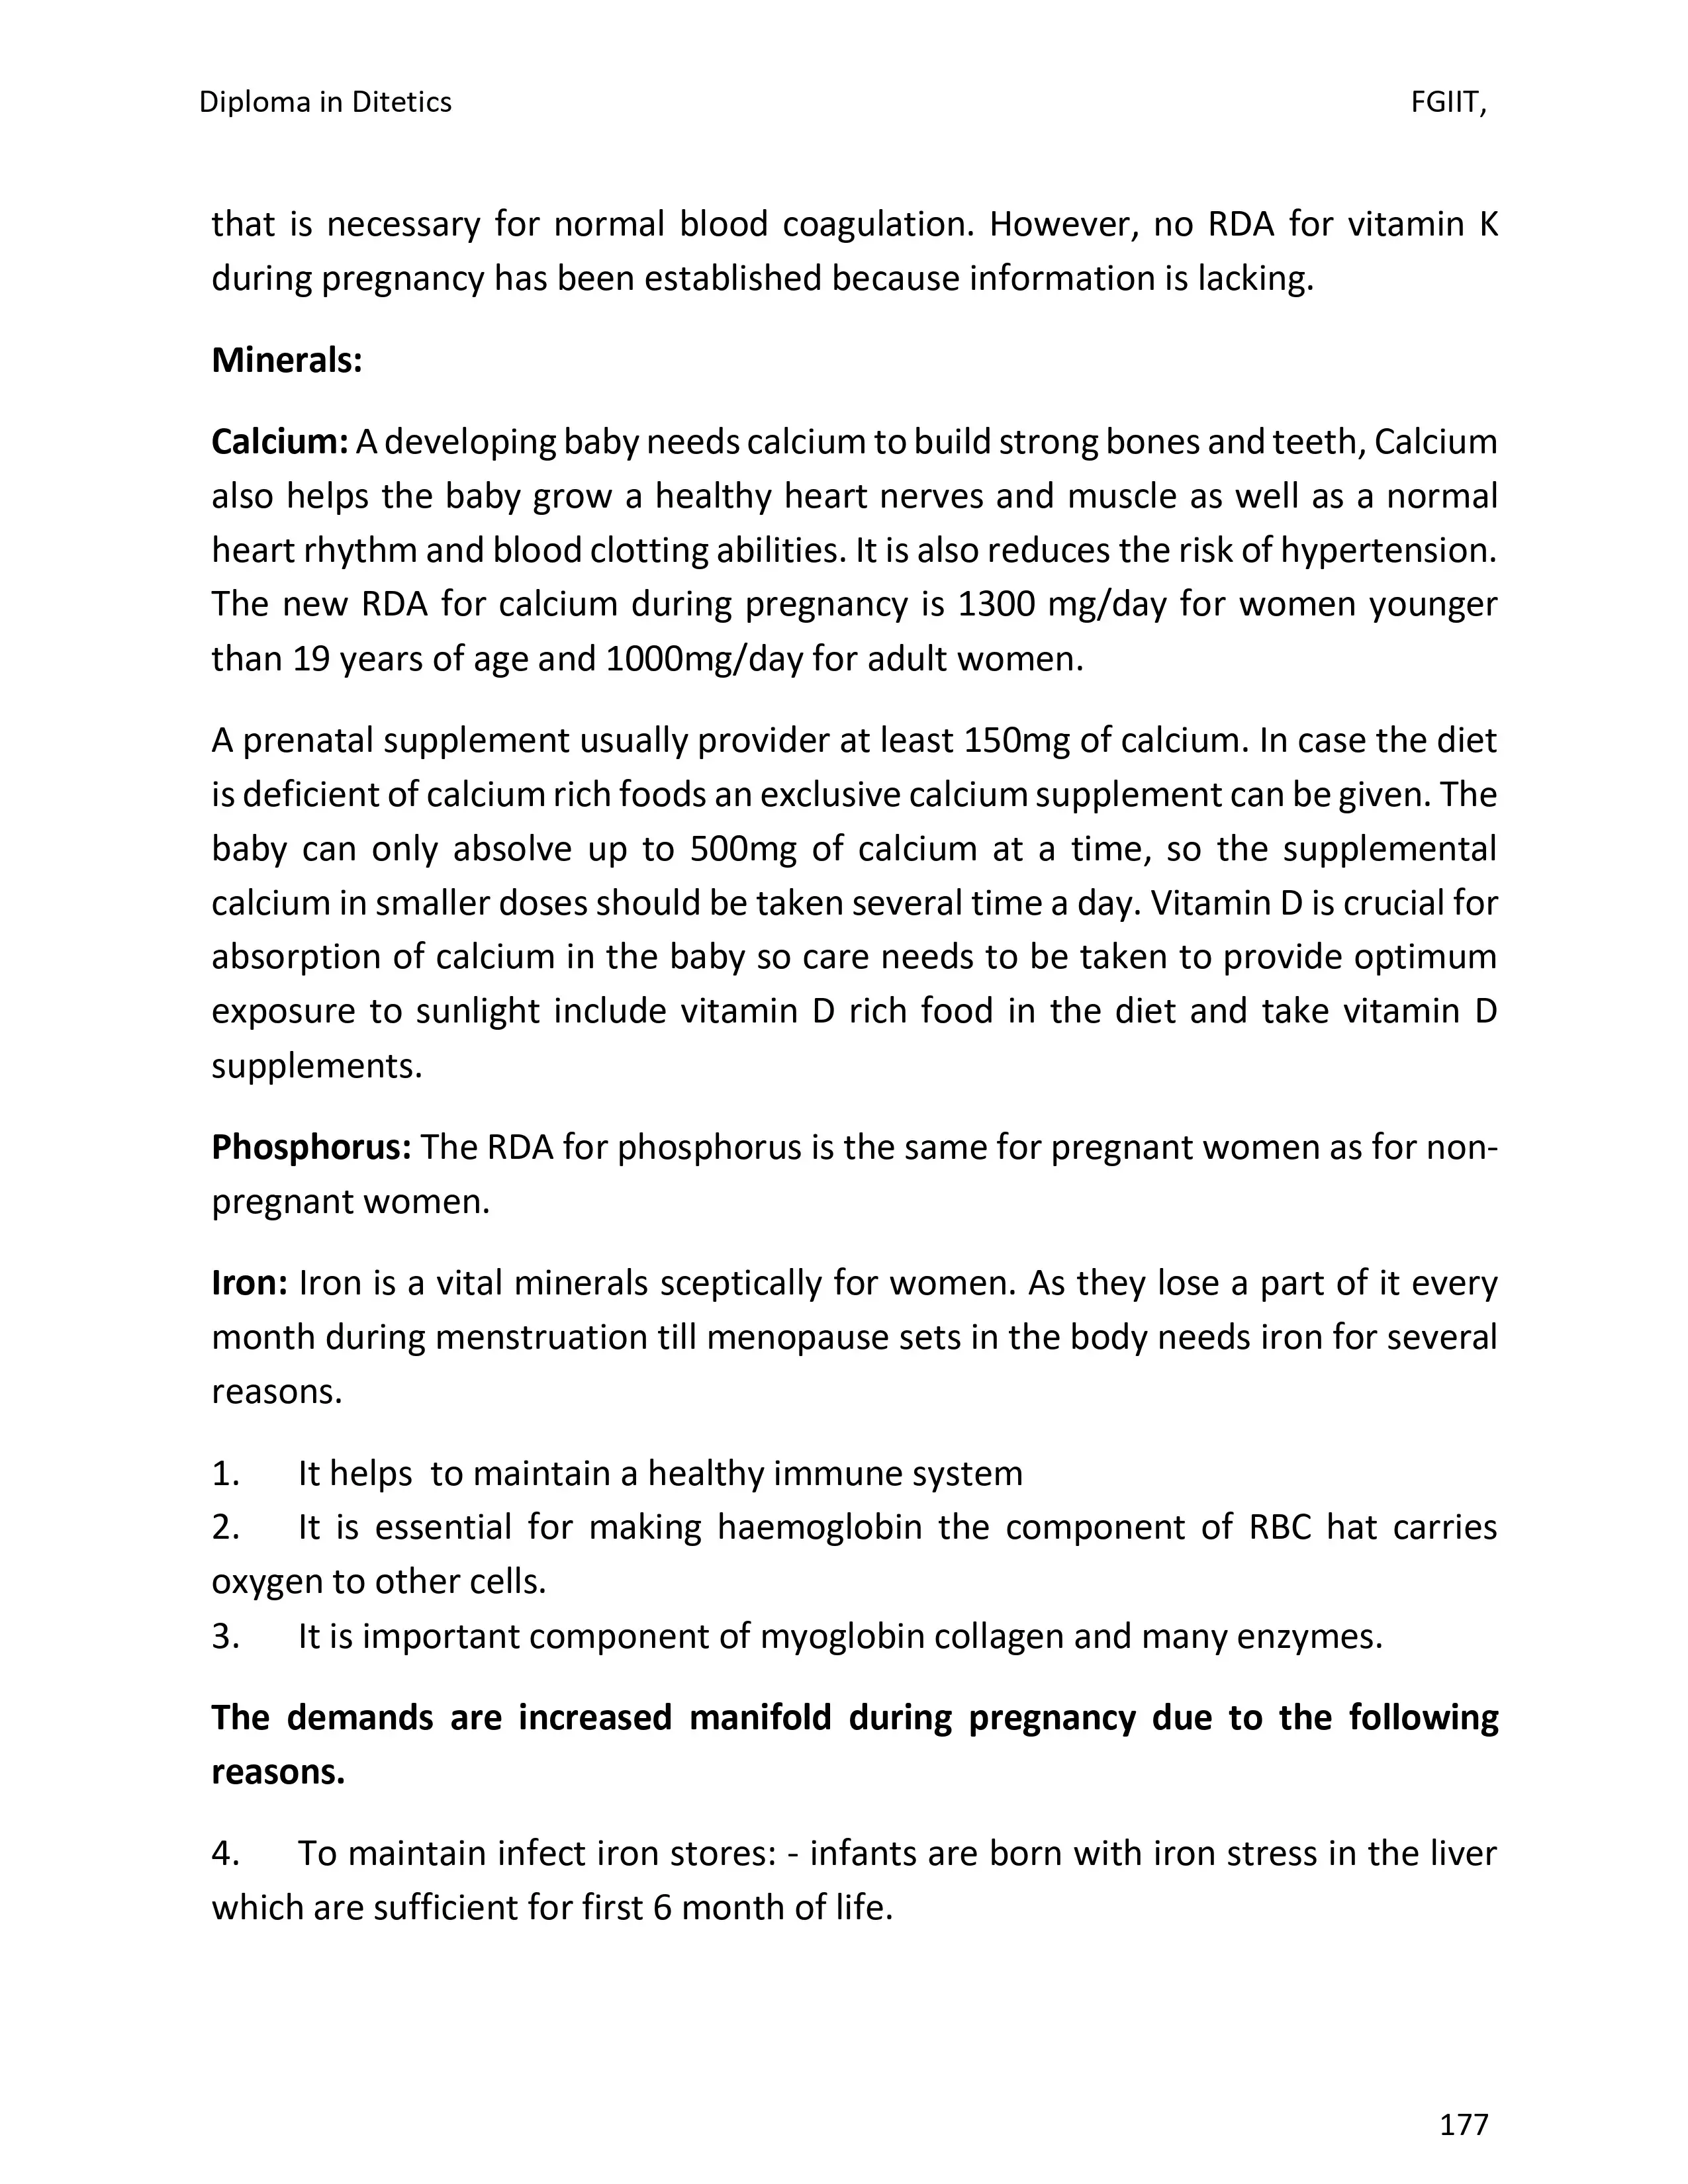 Diploma in Ditetics FGIIT,
that is necessary for normal blood coagulation. However, no RDA for vitamin K
during pregnancy has been established because information is lacking.
Minerals:
Calcium: A developing baby needs calcium to build strong bones and teeth, Calcium
also helps the baby grow a healthy heart nerves and muscle as well as a normal
heart rhythm and blood clotting abilities. It is also reduces the risk of hypertension.
The new RDA for calcium during pregnancy is 1300 mg/day for women younger
than 19 years of age and 1000mg/day for adult women.
A prenatal supplement usually provider at least 150mg of calcium. In case the diet
is deficient of calcium rich foods an exclusive calcium supplement can be given. The
baby can only absolve up to 500mg of calcium at a time, so the supplemental
calcium in smaller doses should be taken several time a day. Vitamin D is crucial for
absorption of calcium in the baby so care needs to be taken to provide optimum
exposure to sunlight include vitamin D rich food in the diet and take vitamin D
supplements.
Phosphorus: The RDA for phosphorus is the same for pregnant women as for non-
pregnant women.
Iron: Iron is a vital minerals sceptically for women. As they lose a part of it every
month during menstruation till menopause sets in the body needs iron for several
reasons.
1. It helps  to maintain a healthy immune system
2. It is essential for making haemoglobin the component of RBC hat carries
oxygen to other cells.
3. It is important component of myoglobin collagen and many enzymes.
The demands are increased manifold during pregnancy due to the following
reasons.
4. To maintain infect iron stores: - infants are born with iron stress in the liver
which are sufficient for first 6 month of life.
177